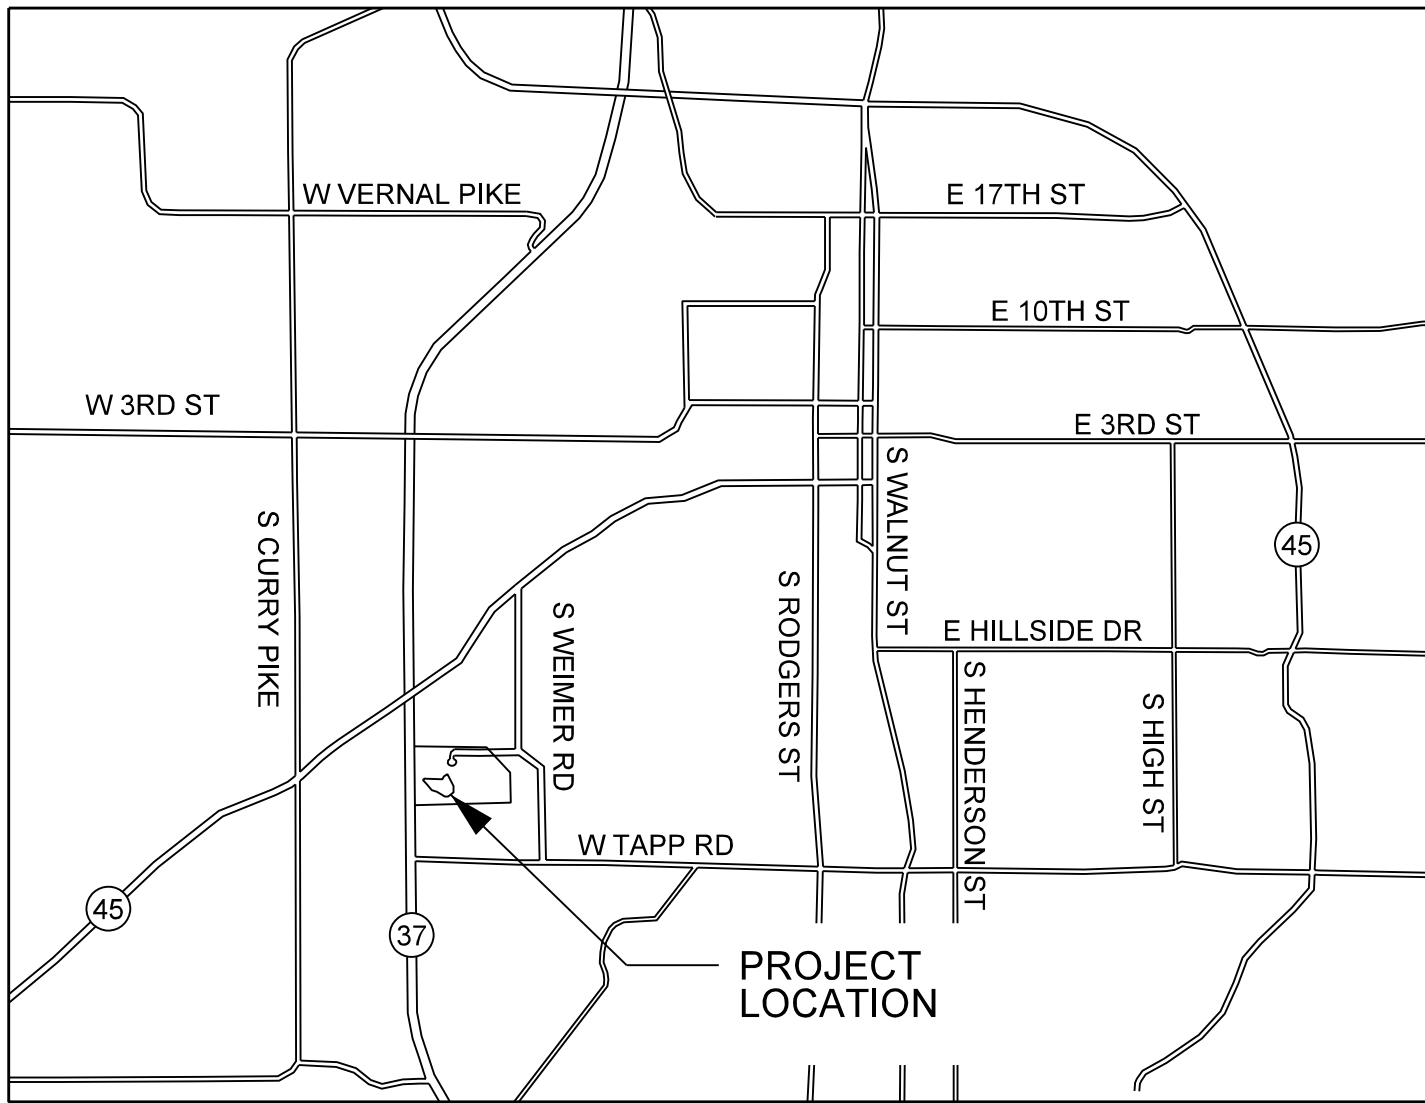 W VERNAL PIKE
E 17TH ST
E 10TH ST
W 3RD ST
E 3RD ST
S WALNUT ST
S CURRY PIKE
45
S RODGERS ST
S WEIMER RD
E HILLSIDE DR
S HENDERSON ST
S HIGH ST
W TAPP RD
45
37
PROJECT
LOCATION